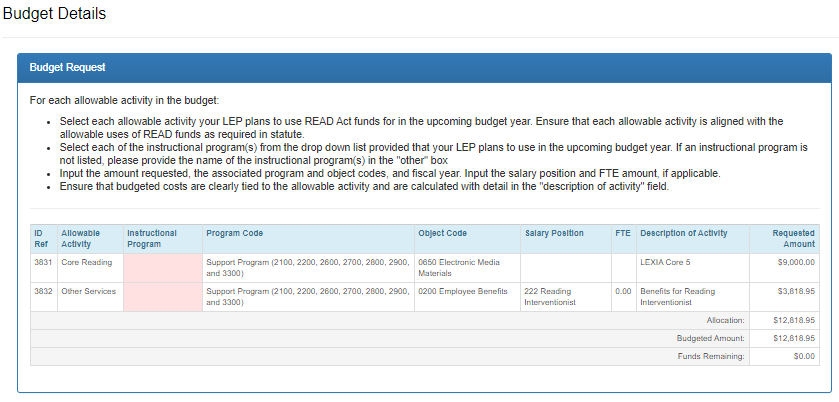 Budget Details
Budget Request
For each allowable activity in the budget:
• Select each allowable activity your LEP plans to use READ Act funds for in the upcoming budget year. Ensure that each allowable activity is aligned with the
allowable uses of READ funds as required in statute.
• Select each of the instructional program(s) from the drop down list provided that your LEP plans to use in the upcoming budget year. If an instructional program is
not listed, please provide the name of the instructional program(s) in the "other" box
• Input the amount requested, the associated program and object codes, and fiscal year. Input the salary position and FTE amount, if applicable.
• Ensure that budgeted costs are clearly tied to the allowable activity and are calculated with detail in the "description of activity" field.
ID Allowable Instructional Program Code Object Code Salary Position FTE Description of Activity Requested
Ref Activity Program Amount
3831 Core Reading Support Program (2100, 2200, 2600, 2700, 2800, 2900, 0650 Electronic Media LEXIA Core 5 $9,000.00
and 3300) Materials
3832 Other Services Support Program (2100, 2200, 2600, 2700, 2800, 2900, 0200 Employee Benefits 222 Reading 0.00 Benefits for Reading $3,818.95
and 3300) Interventionist Interventionist
Allocation: $12,818.95
Budgeted Amount: $12,818.95
Funds Remaining: $0.00